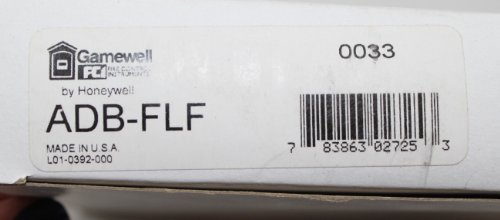 Gamewell
FCI FIRE CONTROL INSTRUMENTS
by Honeywell
0033
ADB-FLF
MADE IN U.S.A.
L01-0392-000
7 83863 02725 3